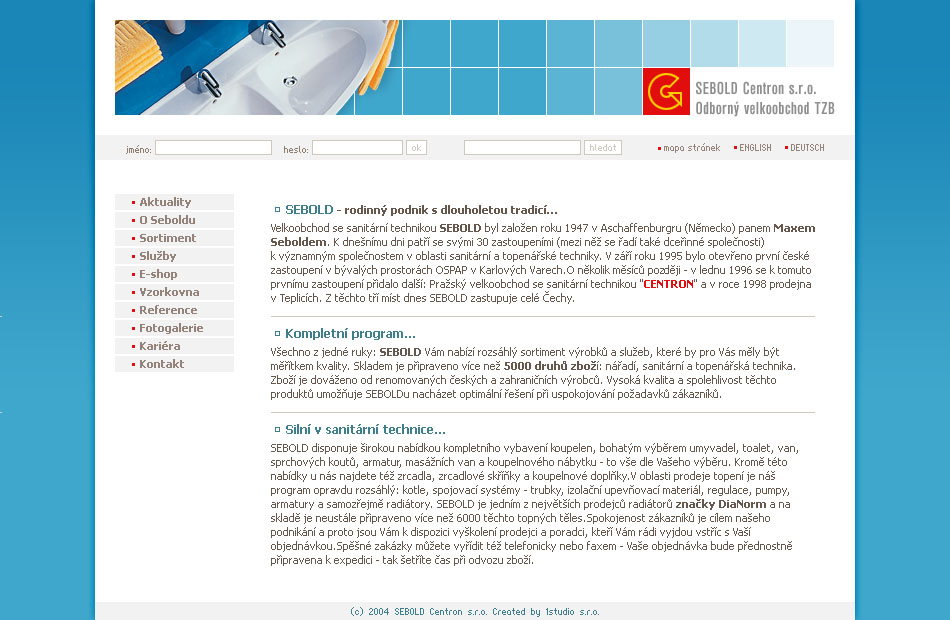 SEBOLD Centron s.r.o.
Odborný velkoobchod TZB
jméno: heslo: ok hledat mapa stránek ENGLISH DEUTSCH
Aktuality
O Seboldu
Sortiment
Služby
E-shop
Vzorkovna
Reference
Fotogalerie
Kariéra
Kontakt
SEBOLD - rodinný podnik s dlouholetou tradicí...
Velkoobchod se sanitární technikou SEBOLD byl založen roku 1947 v Aschaffenburgru (Německo) panem Maxem
Seboldem. K dnešnímu dni patří se svými 30 zastoupeními (mezi něž se řadí také dceřinné společnosti)
k významným společnostem v oblasti sanitární a topenářské techniky. V září roku 1995 bylo otevřeno první české
zastoupení v bývalých prostorách OSPAP v Karlových Varech.O několik měsíců později - v lednu 1996 se k tomuto
prvnímu zastoupení přidalo další: Pražský velkoobchod se sanitární technikou "CENTRON" a v roce 1998 prodejna
v Teplicích. Z těchto tří míst dnes SEBOLD zastupuje celé Čechy.
Kompletní program...
Všechno z jedné ruky: SEBOLD Vám nabízí rozsáhlý sortiment výrobků a služeb, které by pro Vás měly být
měřítkem kvality. Skladem je připraveno více než 5000 druhů zboží: nářadí, sanitární a topenářská technika.
Zboží je dováženo od renomovaných českých a zahraničních výrobců. Vysoká kvalita a spolehlivost těchto
produktů umožňuje SEBOLDu nacházet optimální řešení při uspokojování požadavků zákazníků.
Silní v sanitární technice...
SEBOLD disponuje širokou nabídkou kompletního vybavení koupelen, bohatým výběrem umyvadel, toalet, van,
sprchových koutů, armatur, masážních van a koupelnového nábytku - to vše dle Vašeho výběru. Kromě této
nabídky u nás najdete též zrcadla, zrcadlové skříňky a koupelnové doplňky.V oblasti prodeje topení je náš
program opravdu rozsáhlý: kotle, spojovací systémy - trubky, izolační upevňovací materiál, regulace, pumpy,
armatury a samozřejmě radiátory. SEBOLD je jedním z největších prodejců radiátorů značky DiaNorm a na
skladě je neustále připraveno více než 6000 těchto topných těles.Spokojenost zákazníků je cílem našeho
podnikání a proto jsou Vám k dispozici vyškolení prodejci a poradci, kteří Vám rádi vyjdou vstříc s Vaší
objednávkou.Spěšné zakázky můžete vyřídit též telefonicky nebo faxem - Vaše objednávka bude přednostně
připravena k expedici - tak šetříte čas při odvozu zboží.
(c) 2004 SEBOLD Centron s.r.o. Created by 1studio s.r.o.